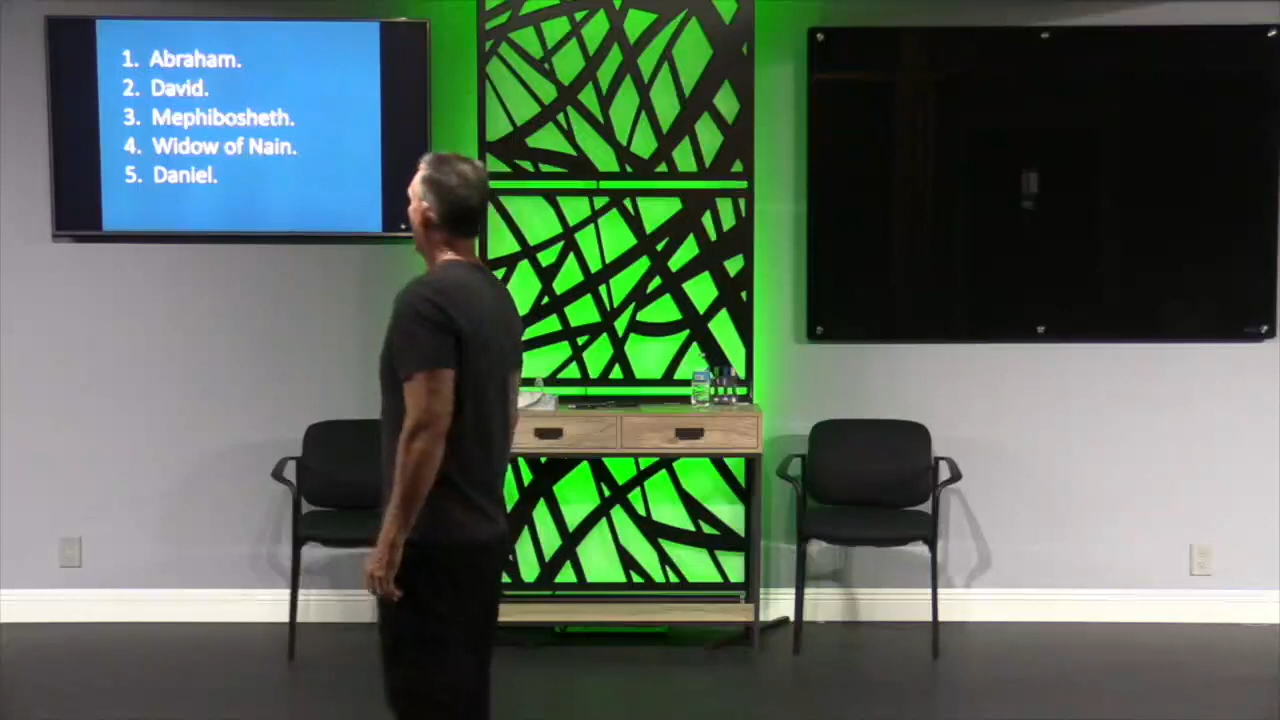 1. Abraham.
2. David.
3. Mephibosheth.
4. Widow of Nain.
5. Daniel.